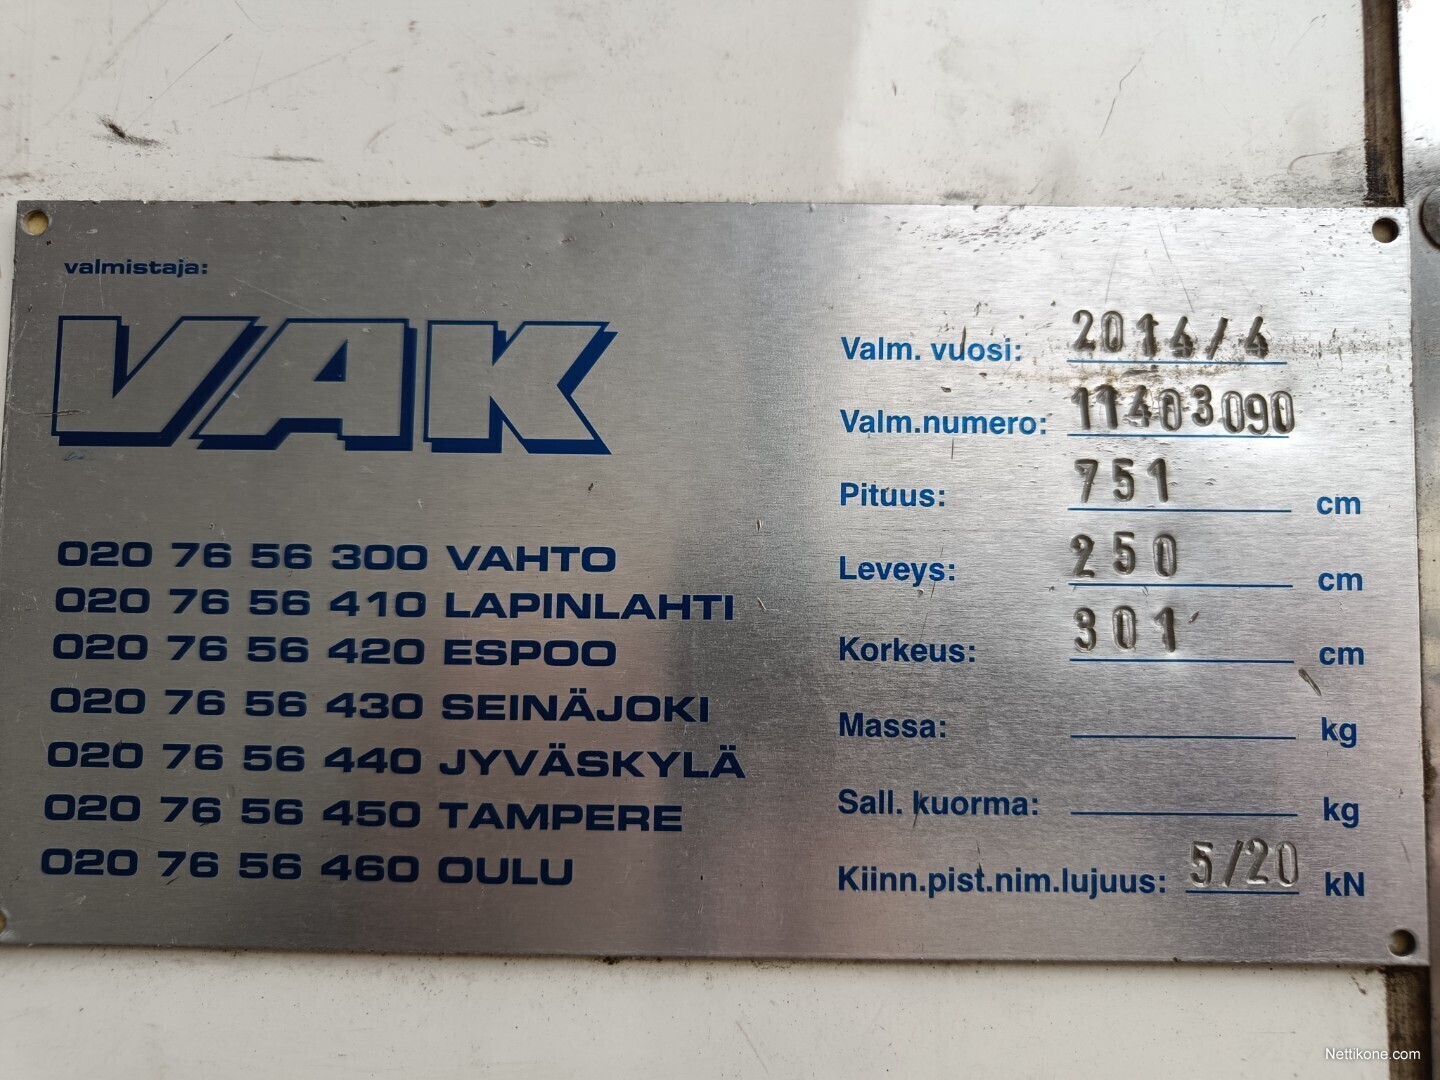 valmistaja:
VAK
020 76 56 300 VAHTO
020 76 56 410 LAPINLAHTI
020 76 56 420 ESPOO
020 76 56 430 SEINÄJOKI
020 76 56 440 JYVÄSKYLÄ
020 76 56 450 TAMPERE
020 76 56 460 OULU
Valm. vuosi: 2014/4
Valm.numero: 11403090
Pituus: 751 cm
Leveys: 250 cm
Korkeus: 301 cm
Massa: kg
Sall. kuorma: kg
Kiinn.pist.nim.lujuus: 5/20 kN
Nettikone.com